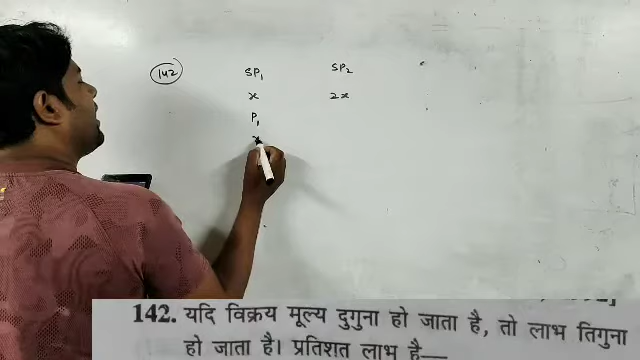 142
SP₁ SP₂
x 2x
P₁
142. यदि विक्रय मूल्य दुगुना हो जाता है, तो लाभ तिगुना
हो जाता है। प्रतिशत लाभ है—